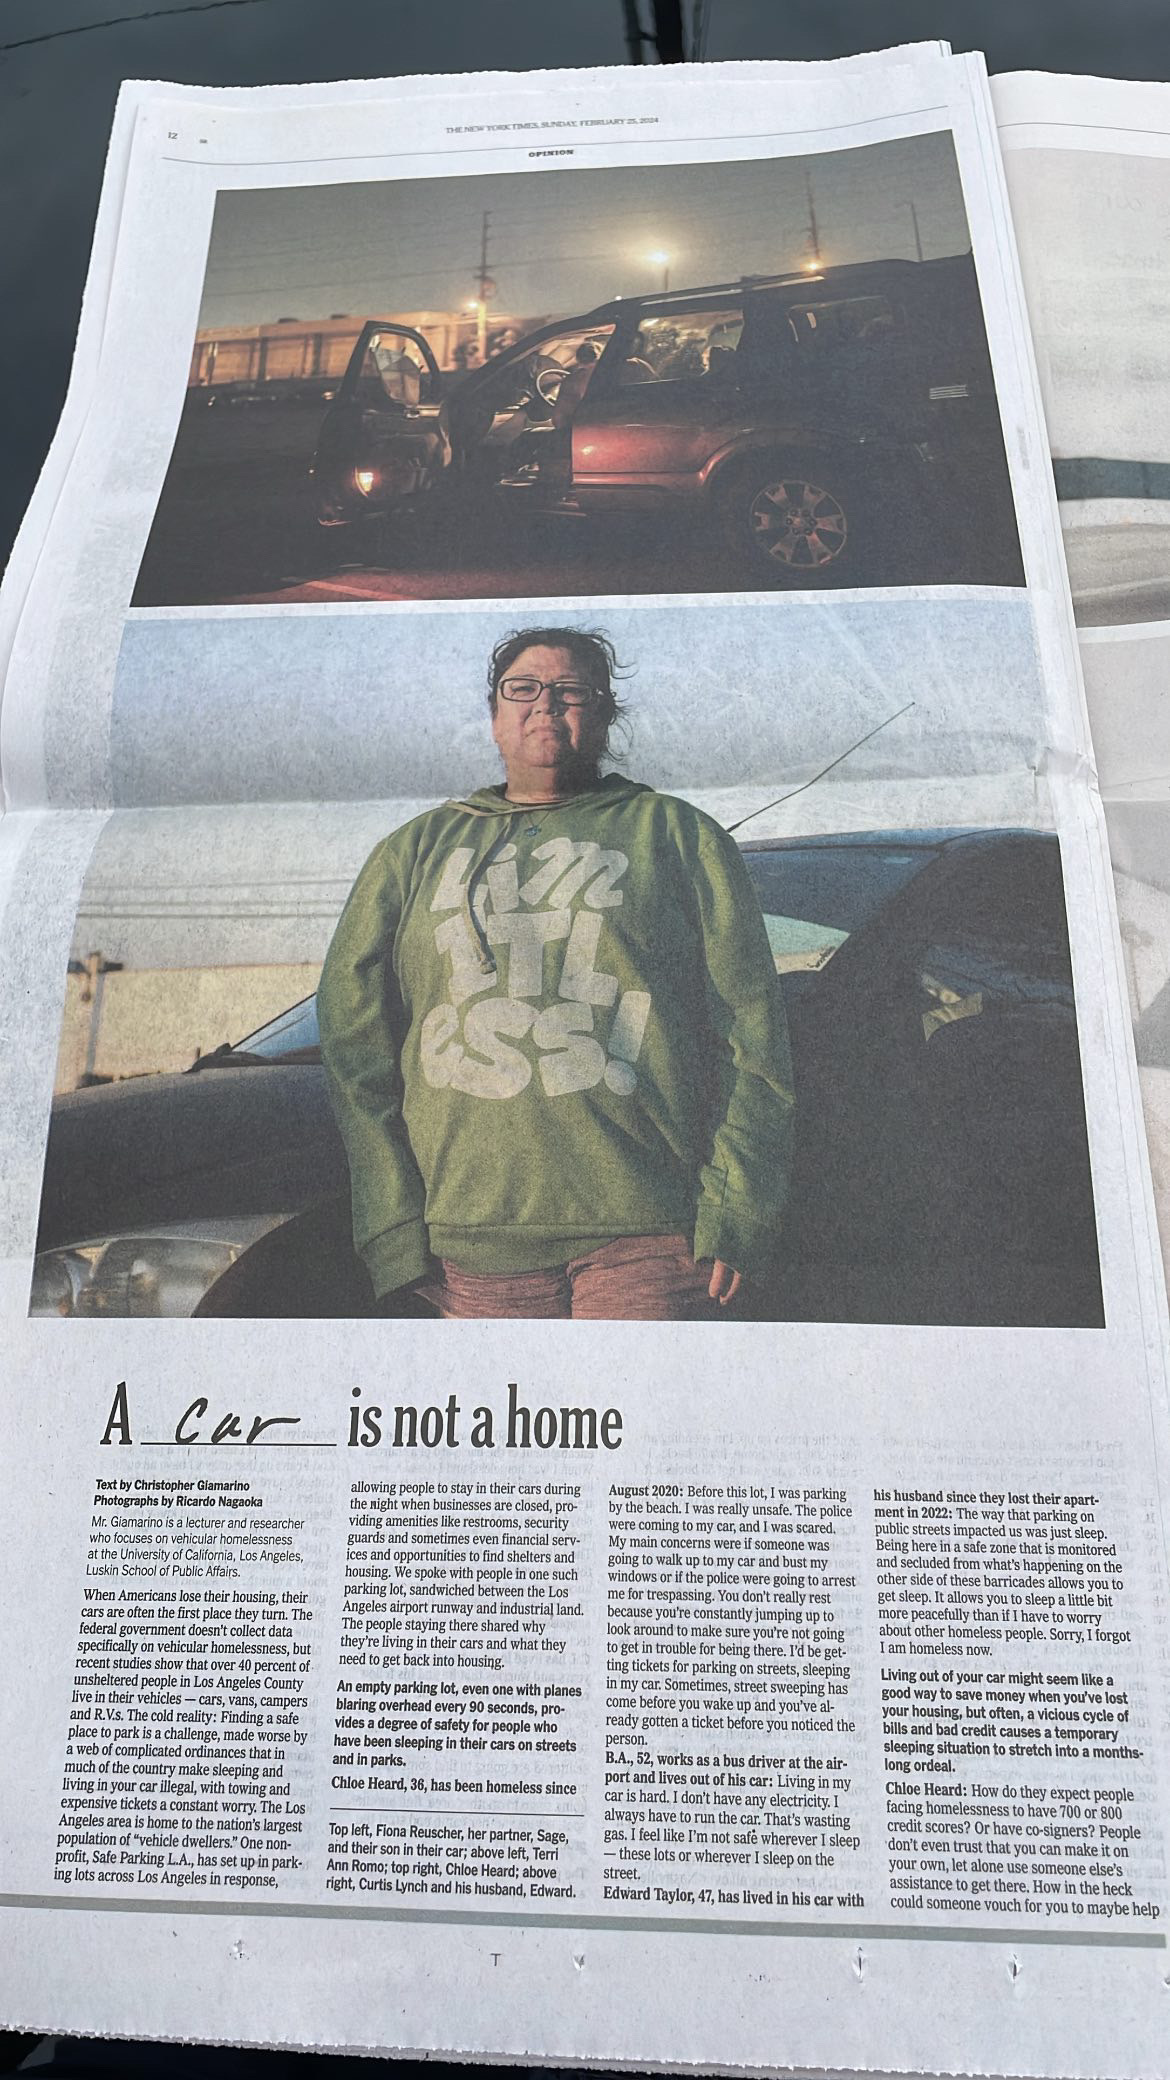 12
THE NEW YORK TIMES, SUNDAY, FEBRUARY 25, 2024
OPINION
Lim
ITL
ESS!
A car is not a home
Text by Christopher Giamarino
Photographs by Ricardo Nagaoka
Mr. Giamarino is a lecturer and researcher
who focuses on vehicular homelessness
at the University of California, Los Angeles,
Luskin School of Public Affairs.
When Americans lose their housing, their
cars are often the first place they turn. The
federal government doesn't collect data
specifically on vehicular homelessness, but
recent studies show that over 40 percent of
unsheltered people in Los Angeles County
live in their vehicles — cars, vans, campers
and R.V.s. The cold reality: Finding a safe
place to park is a challenge, made worse by
a web of complicated ordinances that in
much of the country make sleeping and
living in your car illegal, with towing and
expensive tickets a constant worry. The Los
Angeles area is home to the nation's largest
population of "vehicle dwellers." One non-
profit, Safe Parking L.A., has set up in park-
ing lots across Los Angeles in response,
allowing people to stay in their cars during
the night when businesses are closed, pro-
viding amenities like restrooms, security
guards and sometimes even financial serv-
ices and opportunities to find shelters and
housing. We spoke with people in one such
parking lot, sandwiched between the Los
Angeles airport runway and industrial land.
The people staying there shared why
they're living in their cars and what they
need to get back into housing.
An empty parking lot, even one with planes
blaring overhead every 90 seconds, pro-
vides a degree of safety for people who
have been sleeping in their cars on streets
and in parks.
Chloe Heard, 36, has been homeless since
Top left, Fiona Reuscher, her partner, Sage,
and their son in their car; above left, Terri
Ann Romo; top right, Chloe Heard; above
right, Curtis Lynch and his husband, Edward.
August 2020: Before this lot, I was parking
by the beach. I was really unsafe. The police
were coming to my car, and I was scared.
My main concerns were if someone was
going to walk up to my car and bust my
windows or if the police were going to arrest
me for trespassing. You don't really rest
because you're constantly jumping up to
look around to make sure you're not going
to get in trouble for being there. I'd be get-
ting tickets for parking on streets, sleeping
in my car. Sometimes, street sweeping has
come before you wake up and you've al-
ready gotten a ticket before you noticed the
person.
B.A., 52, works as a bus driver at the air-
port and lives out of his car: Living in my
car is hard. I don't have any electricity. I
always have to run the car. That's wasting
gas. I feel like I'm not safe wherever I sleep
— these lots or wherever I sleep on the
street.
Edward Taylor, 47, has lived in his car with
his husband since they lost their apart-
ment in 2022: The way that parking on
public streets impacted us was just sleep.
Being here in a safe zone that is monitored
and secluded from what's happening on the
other side of these barricades allows you to
get sleep. It allows you to sleep a little bit
more peacefully than if I have to worry
about other homeless people. Sorry, I forgot
I am homeless now.
Living out of your car might seem like a
good way to save money when you've lost
your housing, but often, a vicious cycle of
bills and bad credit causes a temporary
sleeping situation to stretch into a months-
long ordeal.
Chloe Heard: How do they expect people
facing homelessness to have 700 or 800
credit scores? Or have co-signers? People
don't even trust that you can make it on
your own, let alone use someone else's
assistance to get there. How in the heck
could someone vouch for you to maybe help
T